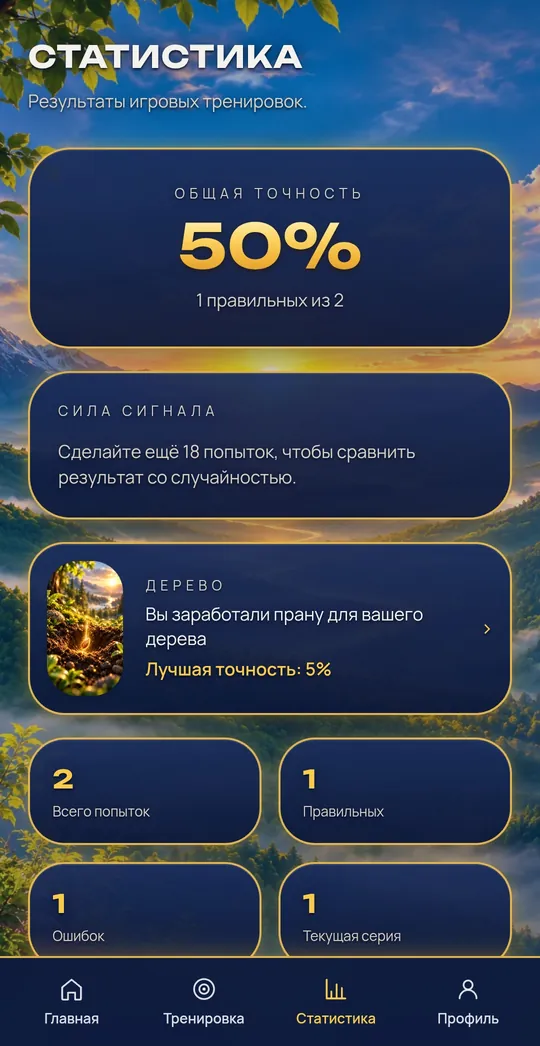 СТАТИСТИКА
Результаты игровых тренировок.
ОБЩАЯ ТОЧНОСТЬ
50%
1 правильных из 2
СИЛА СИГНАЛА
Сделайте ещё 18 попыток, чтобы сравнить
результат со случайностью.
ДЕРЕВО
Вы заработали прану для вашего
дерева
Лучшая точность: 5%
2
Всего попыток
1
Правильных
1
Ошибок
1
Текущая серия
Главная
Тренировка
Статистика
Профиль